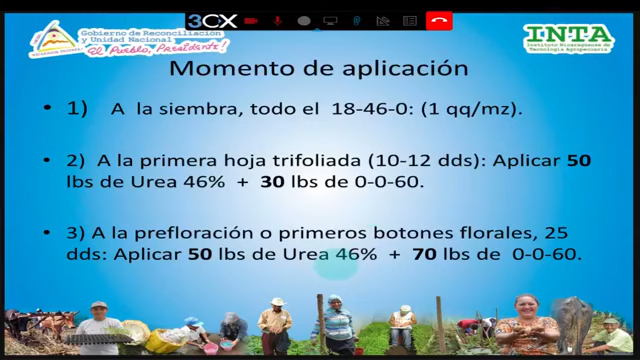 3CX
Gobierno de Reconciliación
y Unidad Nacional
El Pueblo, Presidente!
INTA
Instituto Nicaragüense de
Tecnología Agropecuaria
Momento de aplicación
• 1) A la siembra, todo el 18-46-0: (1 qq/mz).
• 2) A la primera hoja trifoliada (10-12 dds): Aplicar 50
lbs de Urea 46% + 30 lbs de 0-0-60.
• 3) A la prefloración o primeros botones florales, 25
dds: Aplicar 50 lbs de Urea 46% + 70 lbs de 0-0-60.